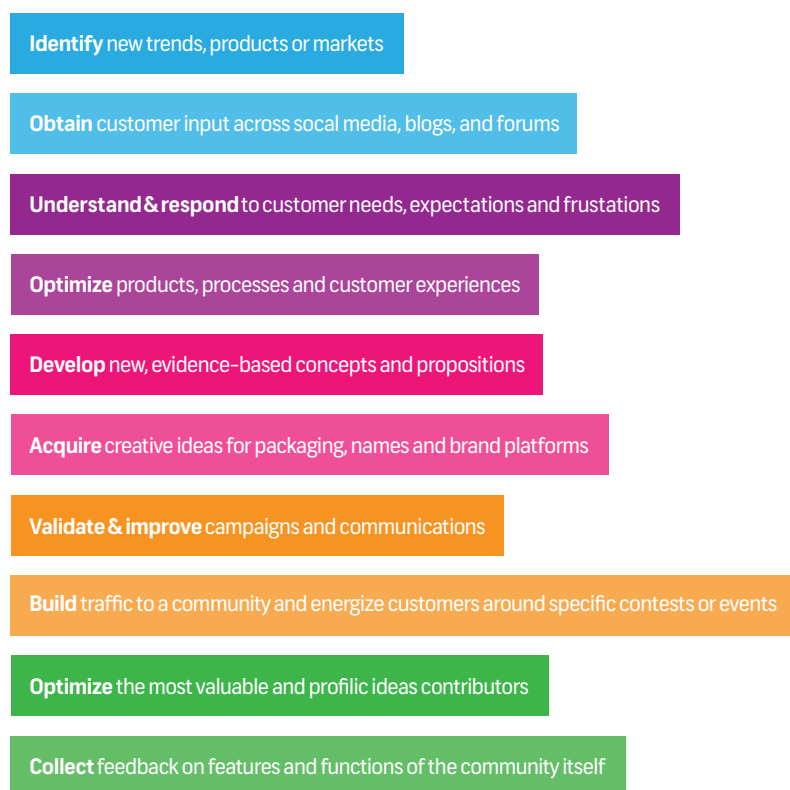 Identify new trends, products or markets
Obtain customer input across socal media, blogs, and forums
Understand & respond to customer needs, expectations and frustations
Optimize products, processes and customer experiences
Develop new, evidence-based concepts and propositions
Acquire creative ideas for packaging, names and brand platforms
Validate & improve campaigns and communications
Build traffic to a community and energize customers around specific contests or events
Optimize the most valuable and profilic ideas contributors
Collect feedback on features and functions of the community itself